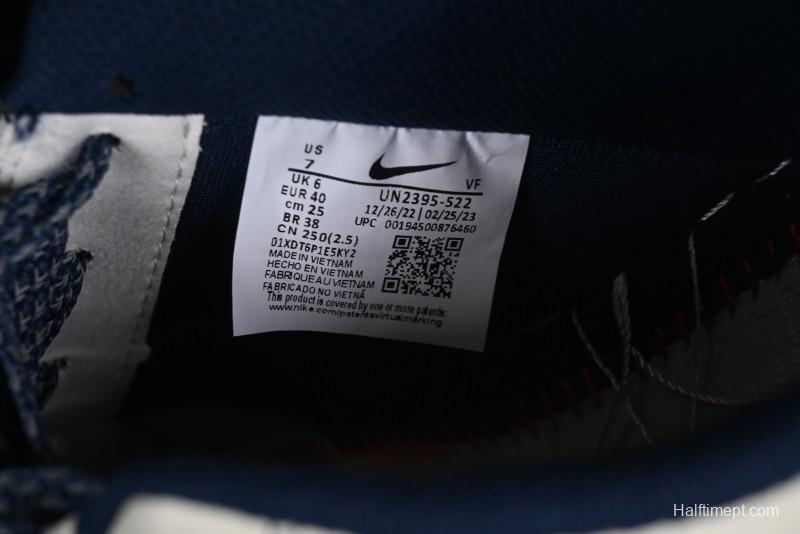 US
7
UK 6
EUR 40
cm 25
BR 38
CN 250(2.5)
VF
UN2395-522
12/26/22 | 02/25/23
UPC 00194500876460
01XDT6P1E5KY2
MADE IN VIETNAM
HECHO EN VIETNAM
FABRIQUE AU VIETNAM
FABRICADO NO VIETNÃ
This product is covered by one or more patents:
www.nike.com/patentsvirtualmarking
Halftimept.com